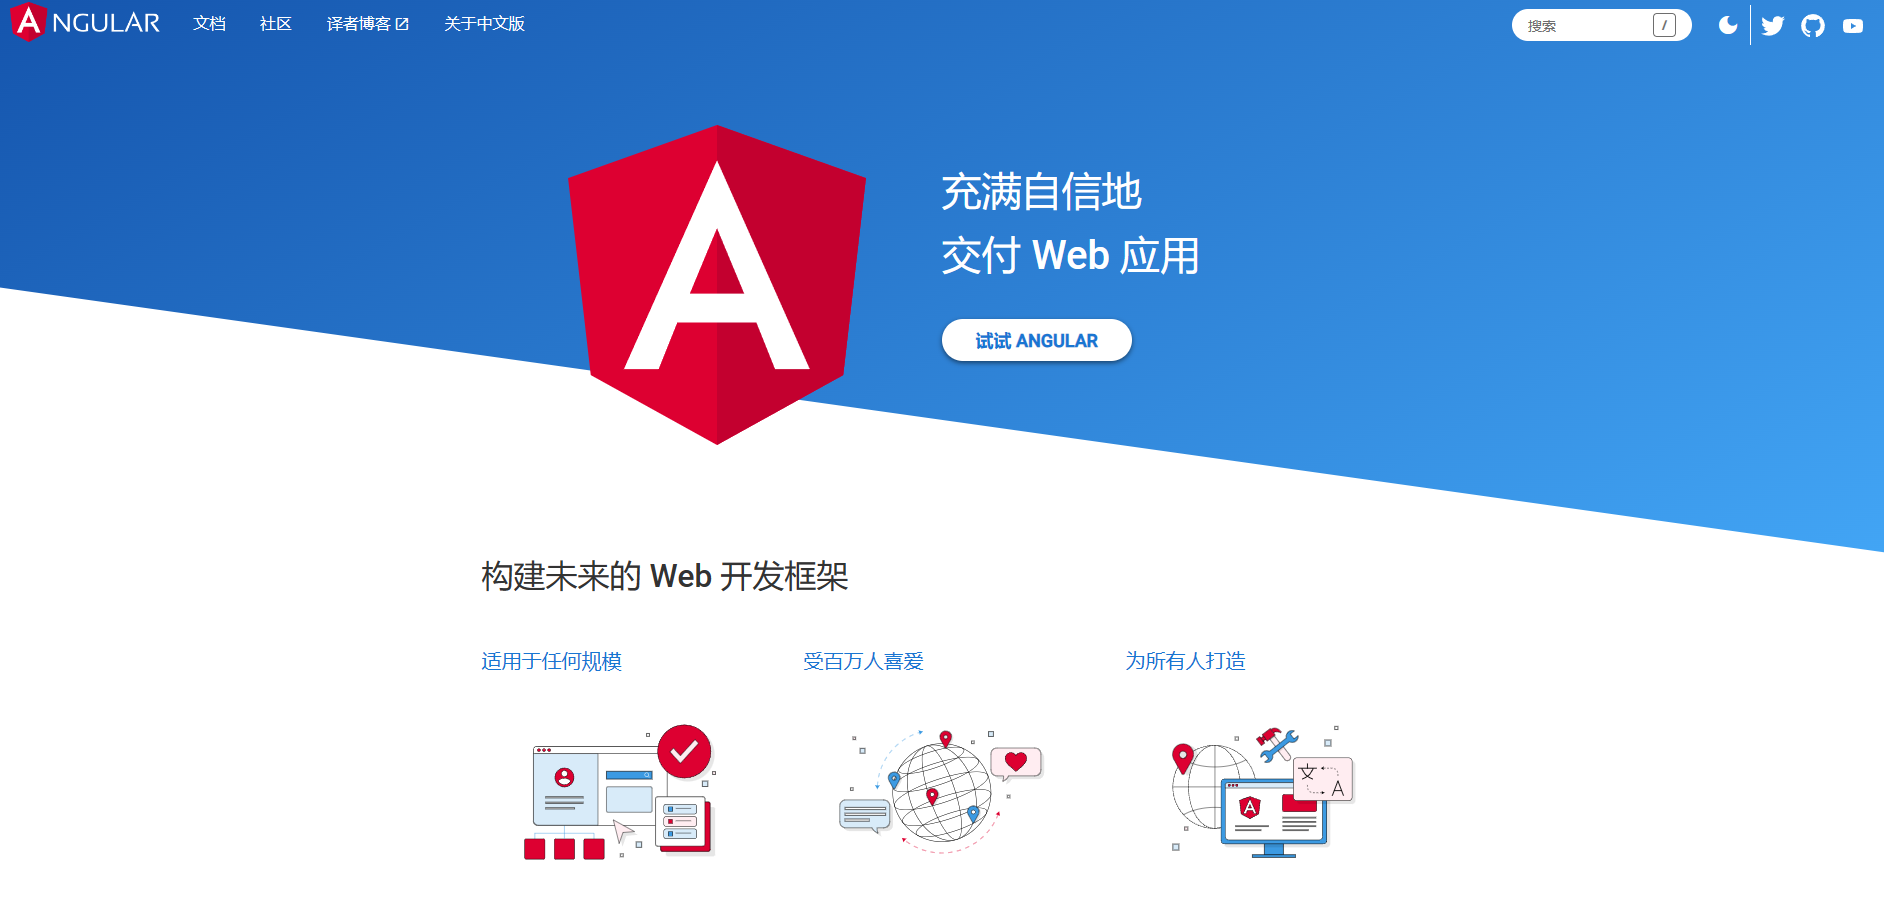 ANGULAR
文档
社区
译者博客
关于中文版
搜索
/
充满自信地
交付 Web 应用
试试 ANGULAR
构建未来的 Web 开发框架
适用于任何规模
受百万人喜爱
为所有人打造
文
A